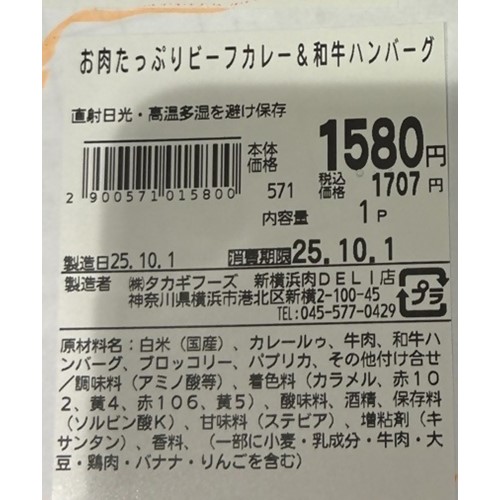 お肉たっぷりビーフカレー＆和牛ハンバーグ
直射日光・高温多湿を避け保存
本体価格 1580円
2 900571 015800
571
税込価格 1707円
内容量 1P
製造日25.10.1 消費期限25.10.1
製造者 ㈱タカギフーズ 新横浜肉DELI店
神奈川県横浜市港北区新横2-100-45
TEL:045-577-0429
プラ
原材料名：白米（国産）、カレールゥ、牛肉、和牛ハ
ンバーグ、ブロッコリー、パプリカ、その他付け合せ
／調味料（アミノ酸等）、着色料（カラメル、赤10
2、黄4、赤106、黄5）、酸味料、酒精、保存料
（ソルビン酸K）、甘味料（ステビア）、増粘剤（キ
サンタン）、香料、（一部に小麦・乳成分・牛肉・大
豆・鶏肉・バナナ・りんごを含む）